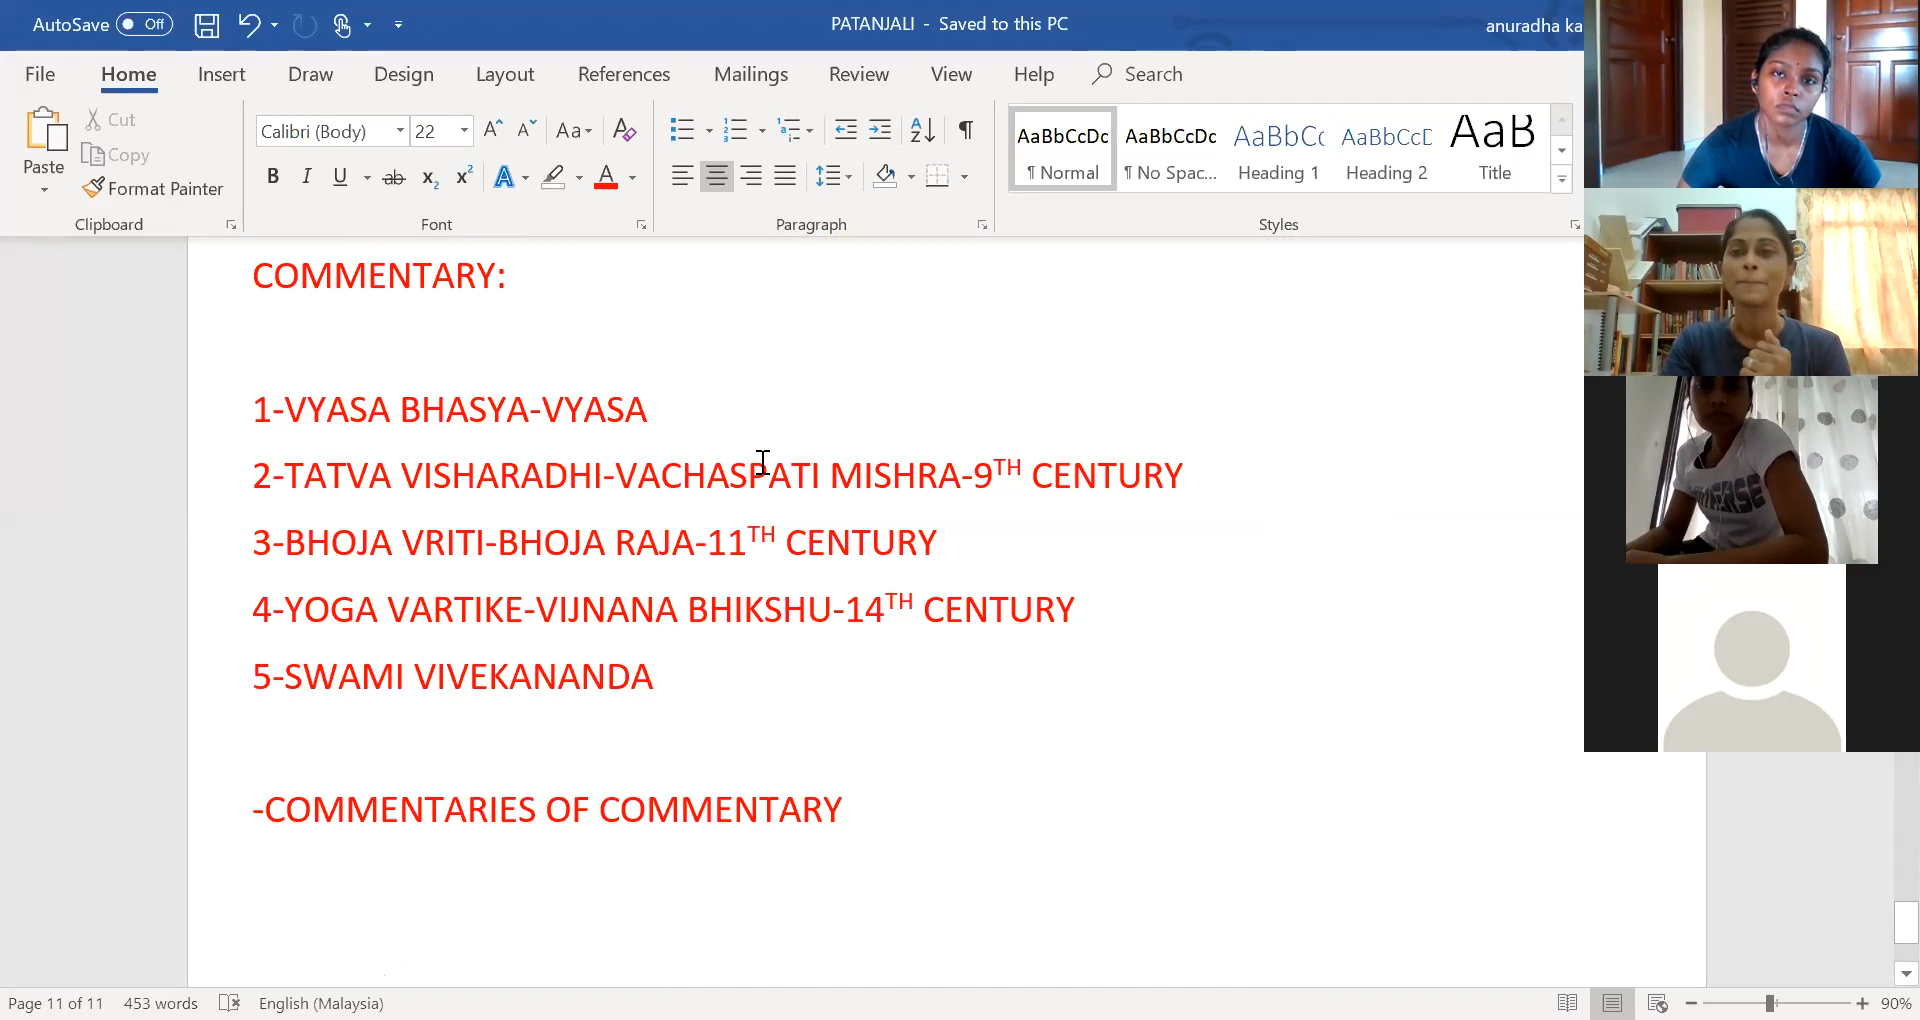 AutoSave Off
PATANJALI - Saved to this PC
anuradha ka
File Home Insert Draw Design Layout References Mailings Review View Help Search
Paste
Cut
Copy
Format Painter
Clipboard
Calibri (Body) 22
Font
Paragraph
AaBbCcDc AaBbCcDc AaBbC AaBbCcD AaB
¶ Normal ¶ No Spac... Heading 1 Heading 2 Title
Styles
COMMENTARY:
1-VYASA BHASYA-VYASA
2-TATVA VISHARADHI-VACHASPATI MISHRA-9TH CENTURY
3-BHOJA VRITI-BHOJA RAJA-11TH CENTURY
4-YOGA VARTIKE-VIJNANA BHIKSHU-14TH CENTURY
5-SWAMI VIVEKANANDA
-COMMENTARIES OF COMMENTARY
Page 11 of 11 453 words English (Malaysia) 90%